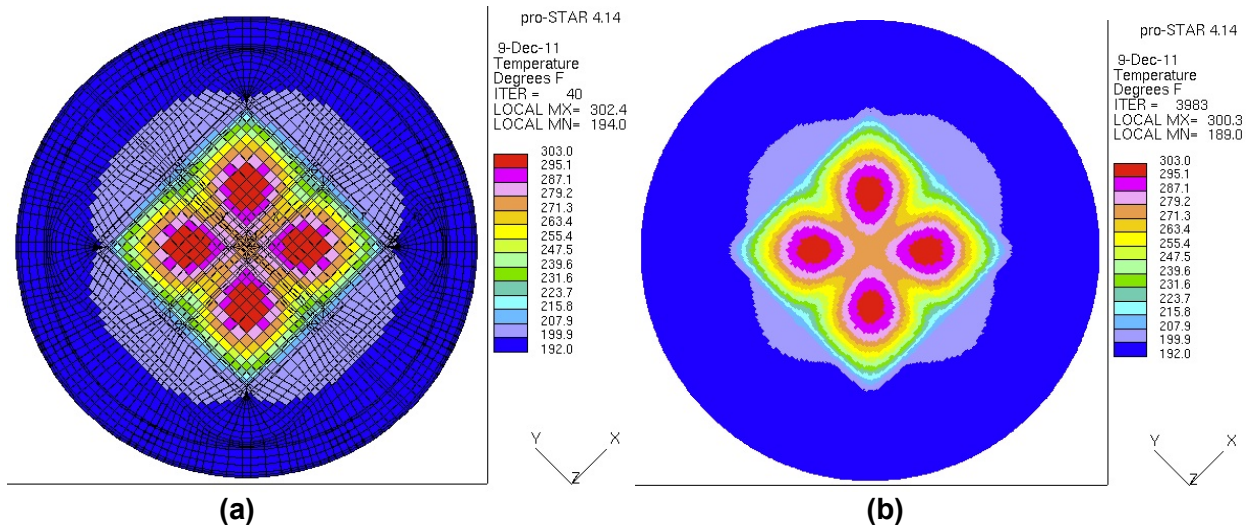 pro-STAR 4.14
9-Dec-11
Temperature
Degrees F
ITER = 40
LOCAL MX= 302.4
LOCAL MN= 194.0
303.0
295.1
287.1
279.2
271.3
263.4
255.4
247.5
239.6
231.6
223.7
215.8
207.9
199.9
192.0
Y
X
Z
(a)
pro-STAR 4.14
9-Dec-11
Temperature
Degrees F
ITER = 3983
LOCAL MX= 300.3
LOCAL MN= 189.0
303.0
295.1
287.1
279.2
271.3
263.4
255.4
247.5
239.6
231.6
223.7
215.8
207.9
199.9
192.0
Y
X
Z
(b)